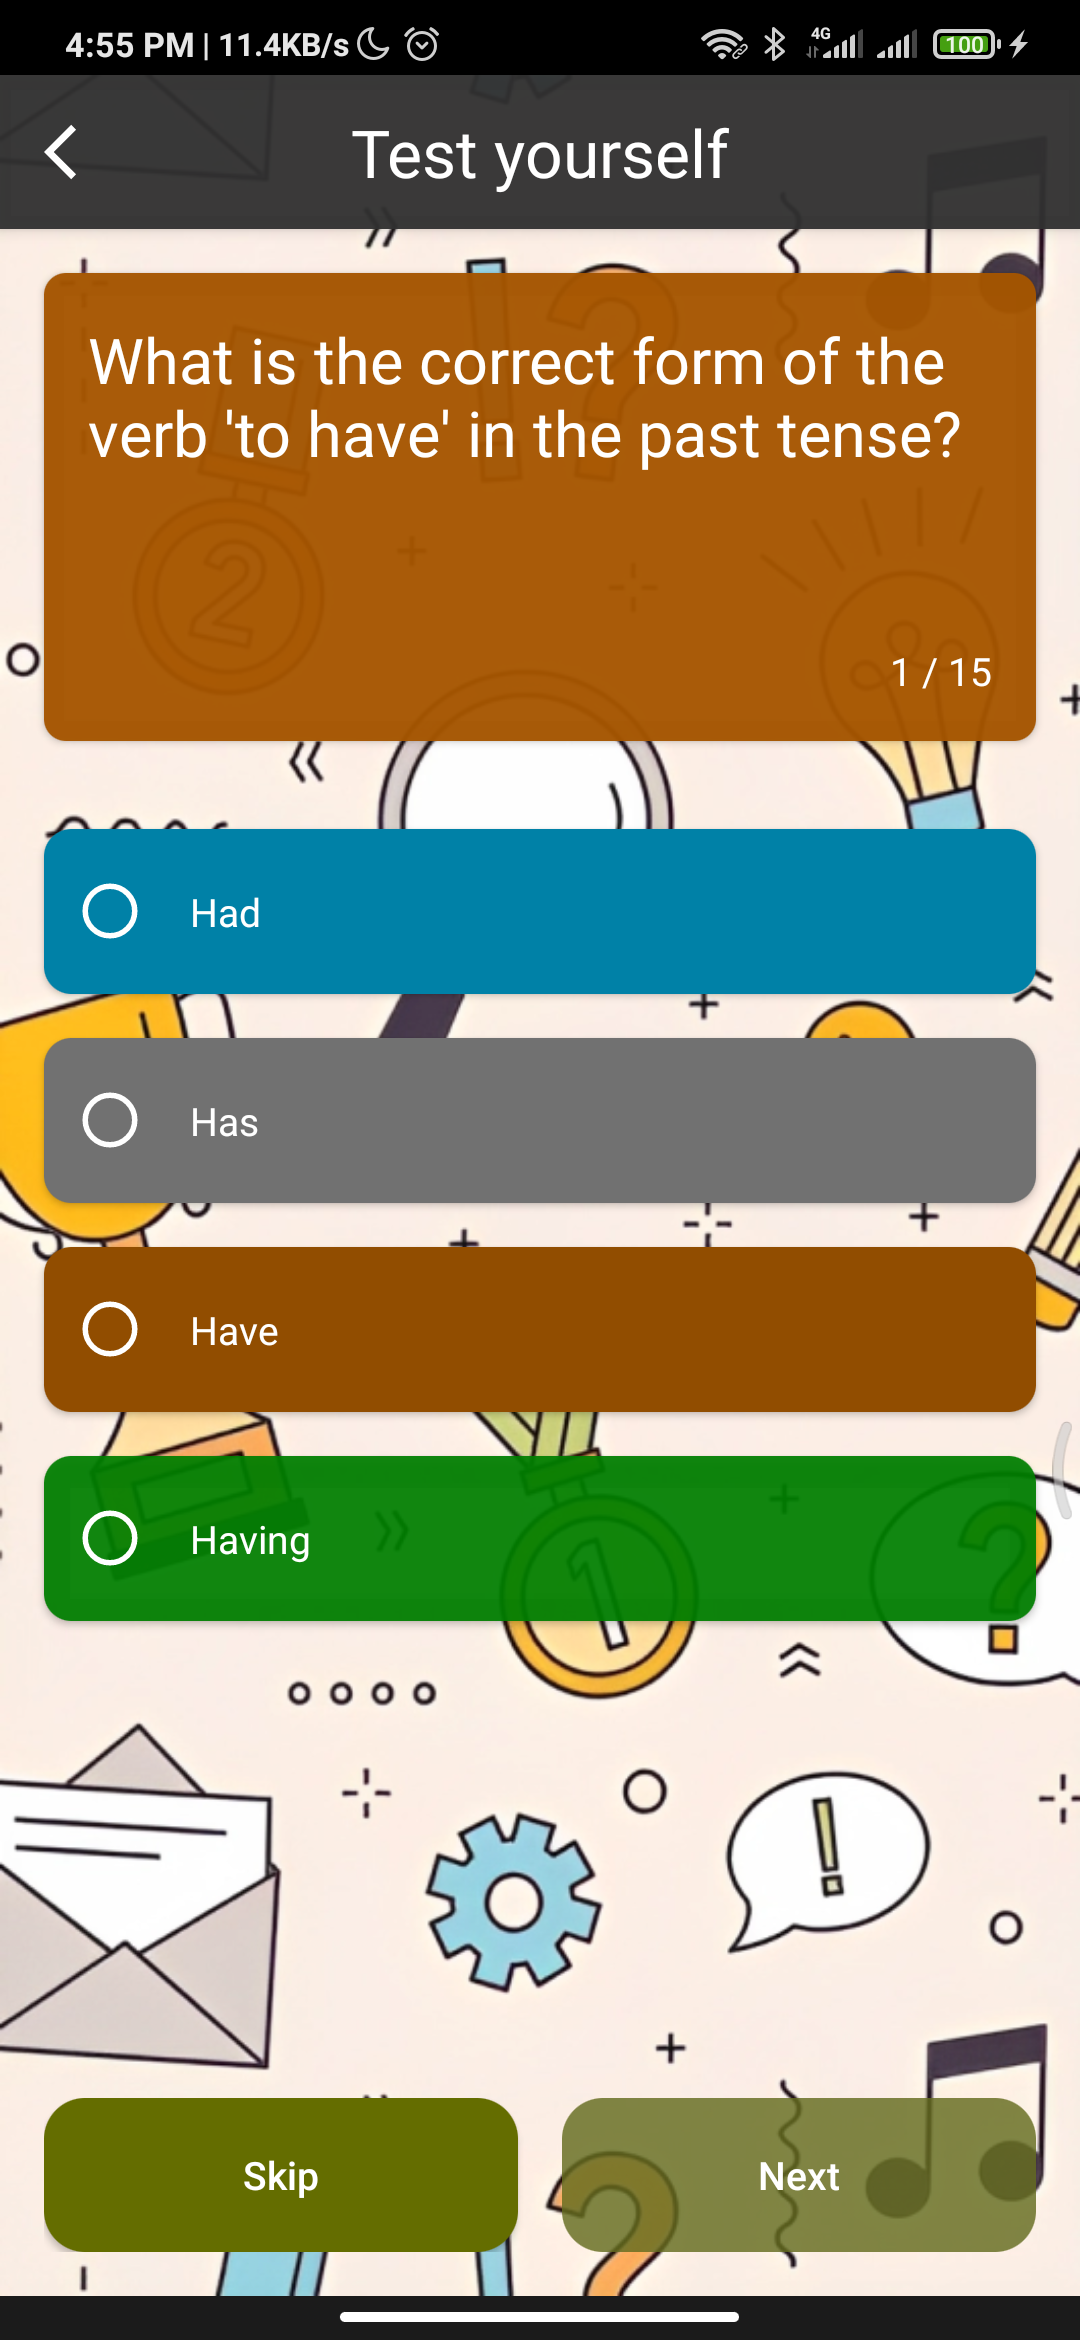 4:55 PM | 11.4KB/s 4G 100
Test yourself
What is the correct form of the
verb 'to have' in the past tense?
1 / 15
Had
Has
Have
Having
Skip
Next